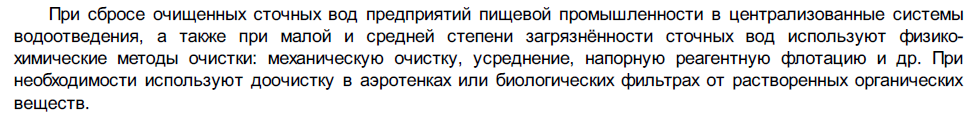 При сбросе очищенных сточных вод предприятий пищевой промышленности в централизованные системы
водоотведения, а также при малой и средней степени загрязнённости сточных вод используют физико-
химические методы очистки: механическую очистку, усреднение, напорную реагентную флотацию и др. При
необходимости используют доочистку в аэротенках или биологических фильтрах от растворенных органических
веществ.